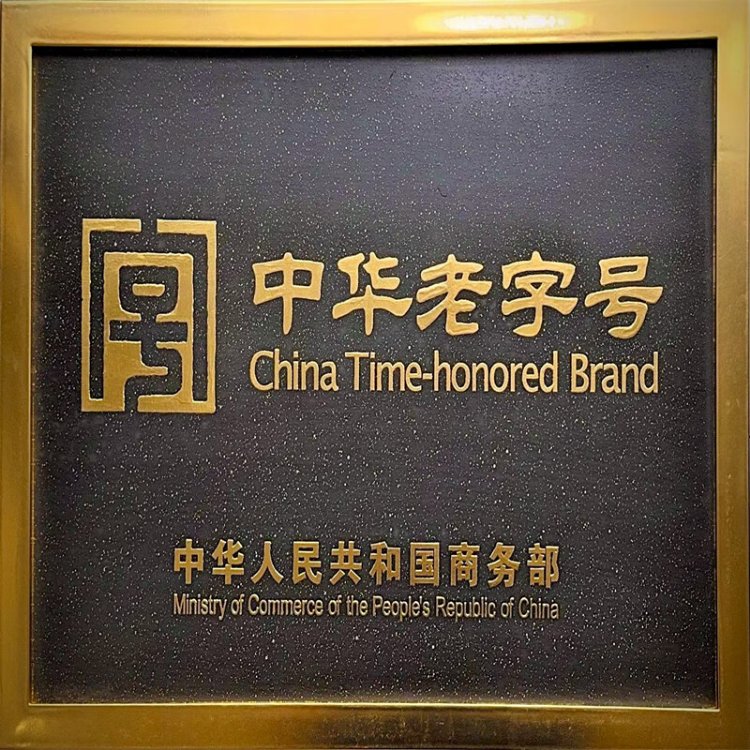 中华老字号
China Time-honored Brand
中华人民共和国商务部
Ministry of Commerce of the People's Republic of China